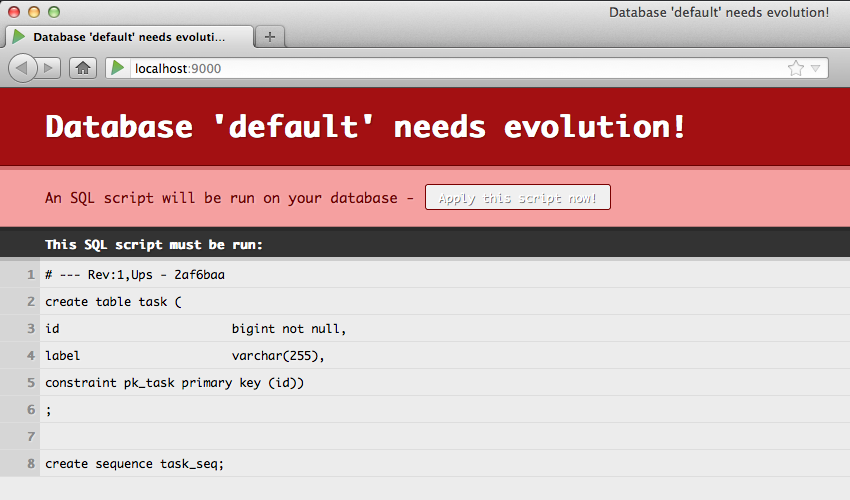 Database 'default' needs evolution!
Database 'default' needs evoluti...
localhost:9000
Database 'default' needs evolution!
An SQL script will be run on your database - Apply this script now!
This SQL script must be run:
1 # --- Rev:1,Ups - 2af6baa
2 create table task (
3 id bigint not null,
4 label varchar(255),
5 constraint pk_task primary key (id))
6 ;
7
8 create sequence task_seq;